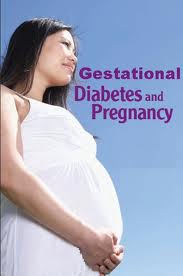 Gestational
Diabetes and
Pregnancy